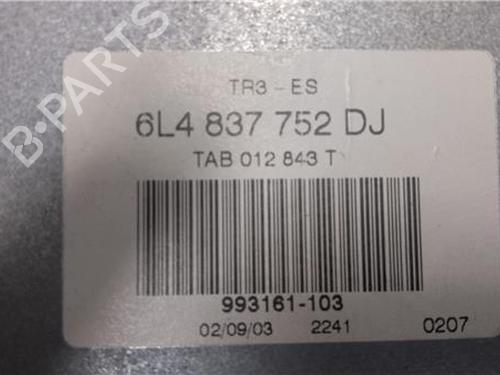 TR3 - ES
6L4 837 752 DJ
TAB 012 843 T
993161-103
02/09/03 2241 0207
B-PARTS